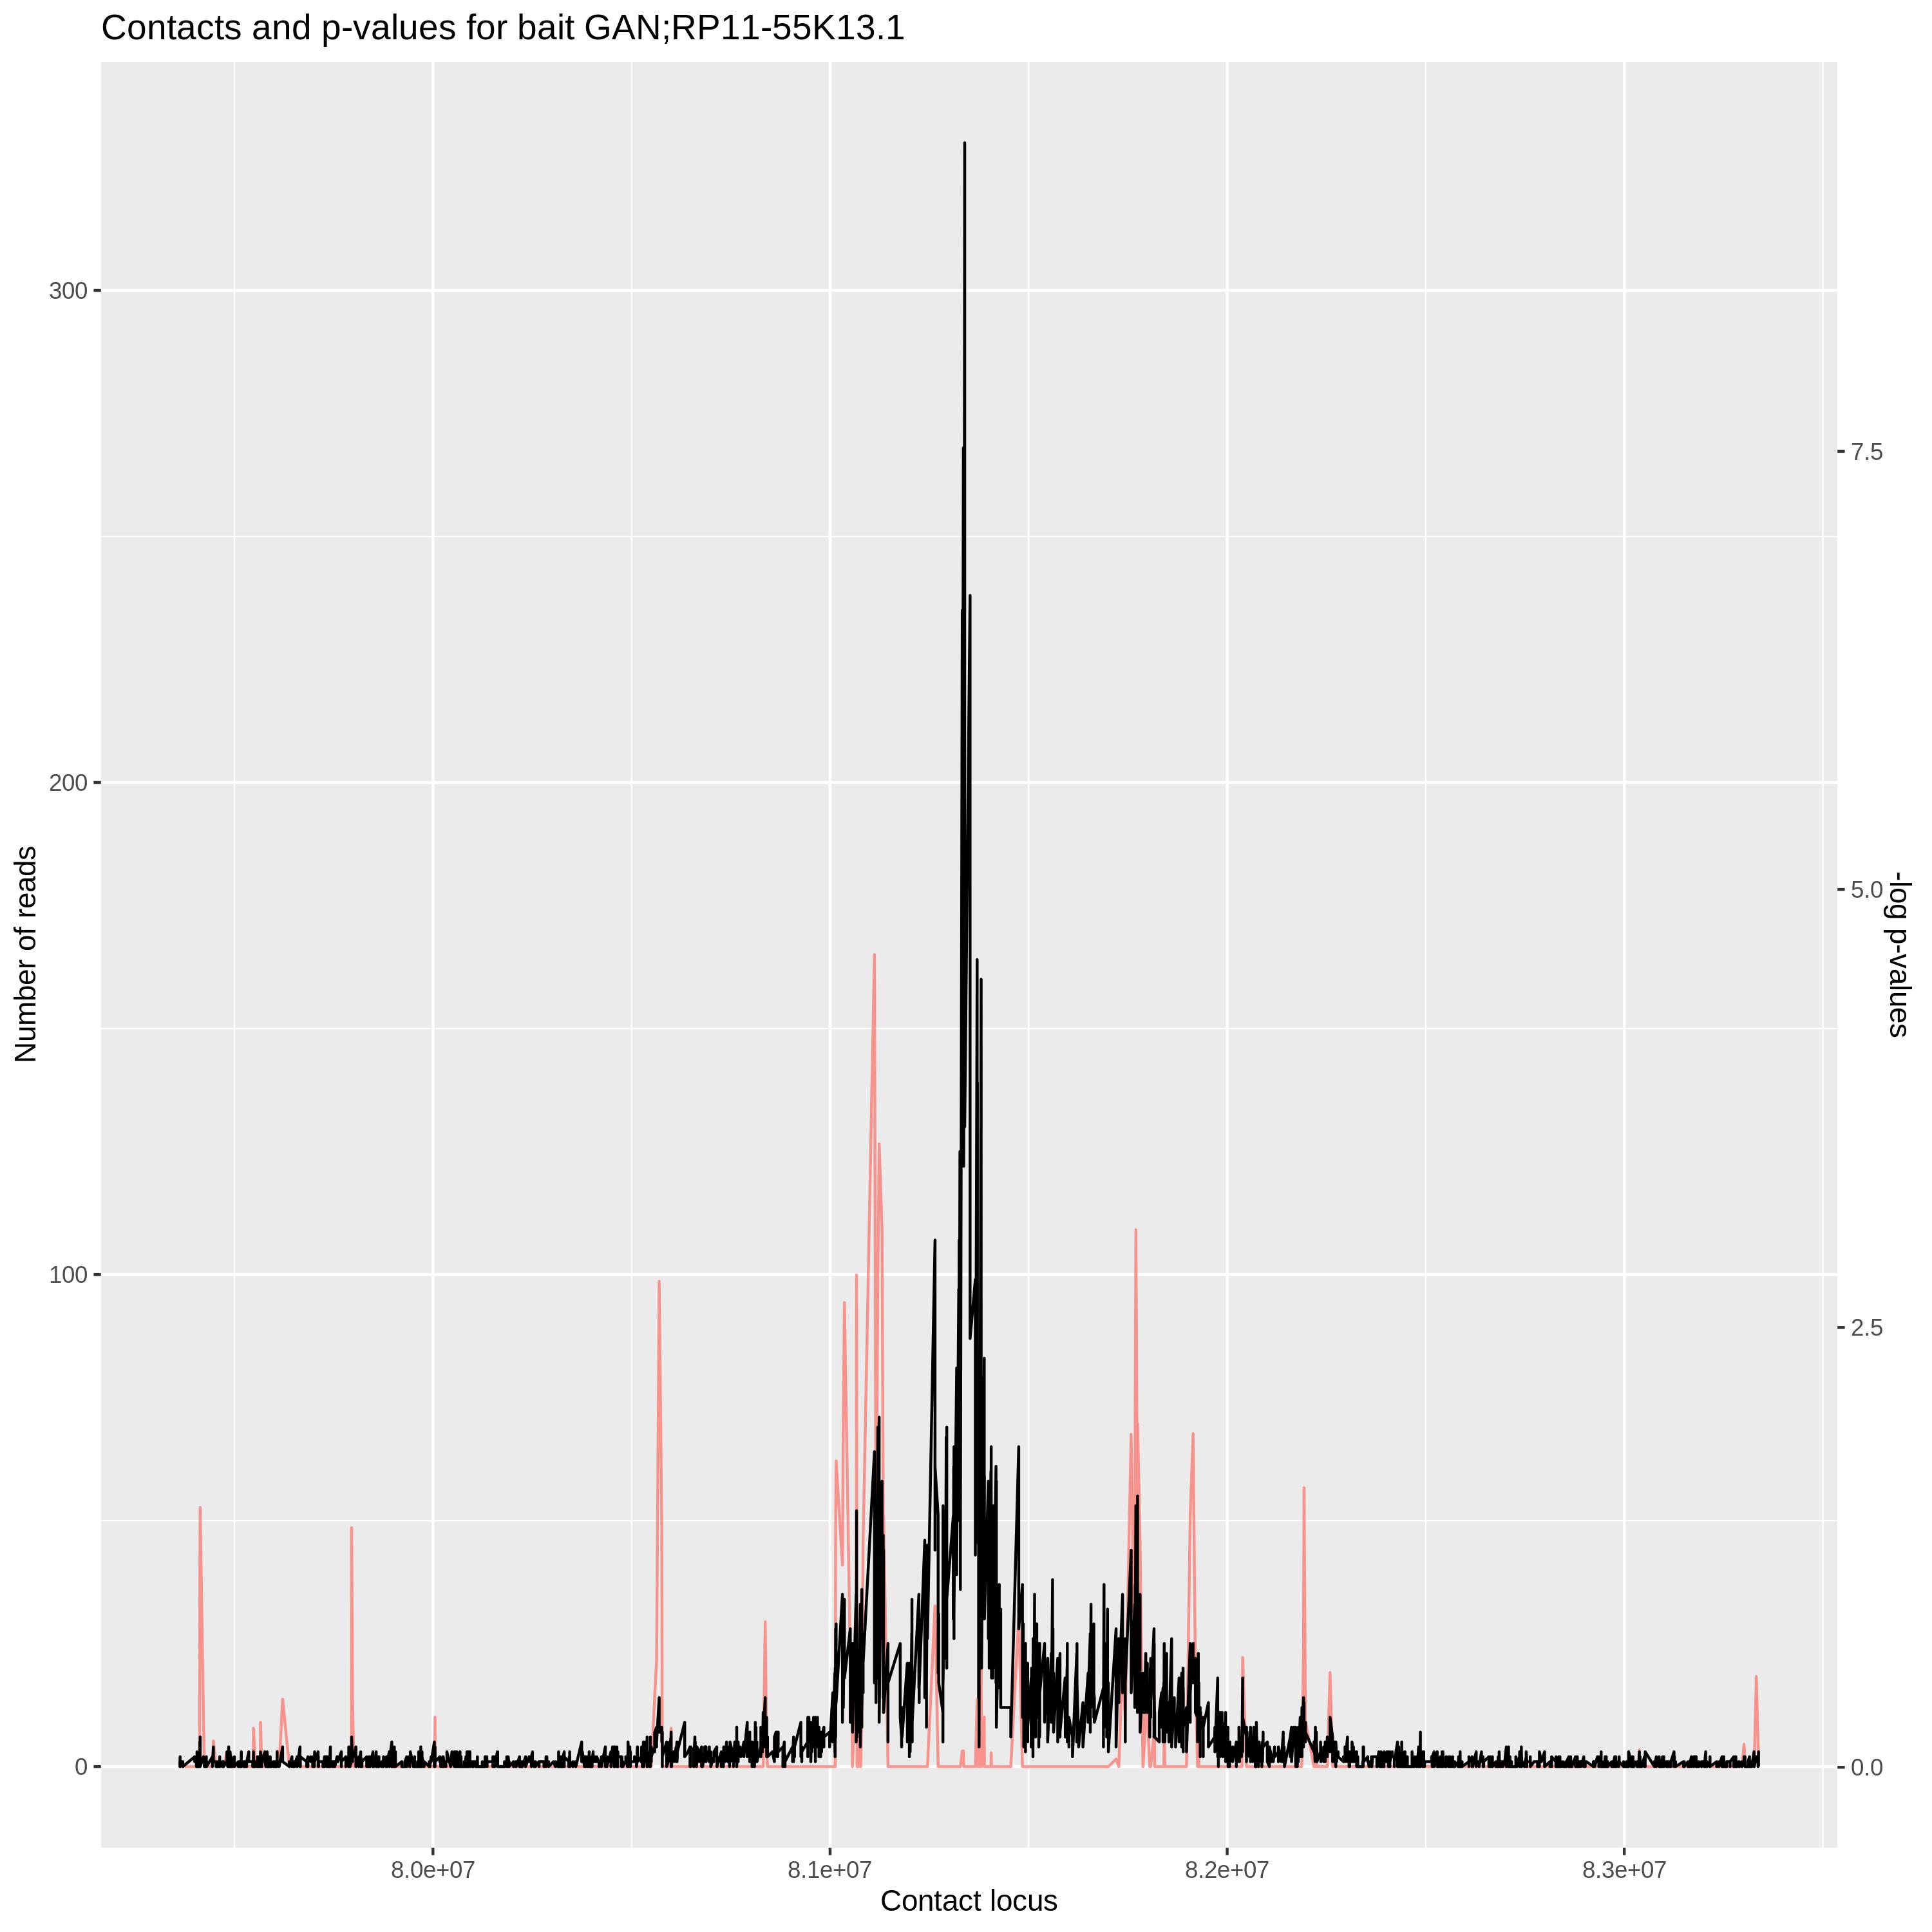 Contacts and p-values for bait GAN;RP11-55K13.1
300
200
100
0
Number of reads
7.5
5.0
2.5
0.0
-log p-values
8.0e+07
8.1e+07
8.2e+07
8.3e+07
Contact locus